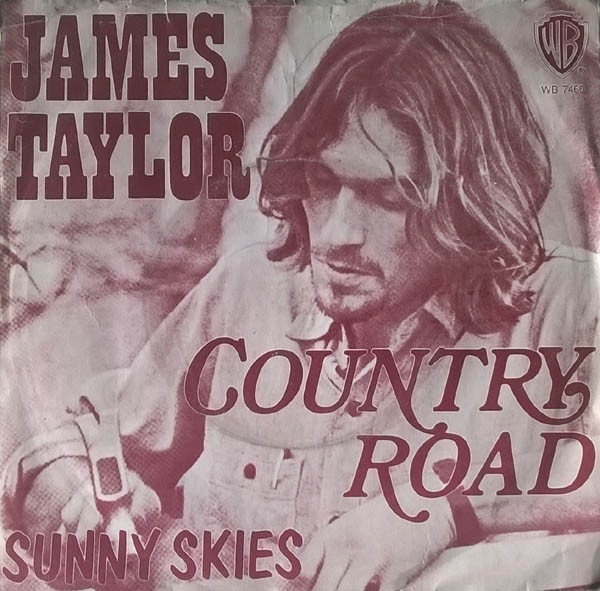 JAMES
TAYLOR
WB
WB 7460
COUNTRY
ROAD
SUNNY SKIES